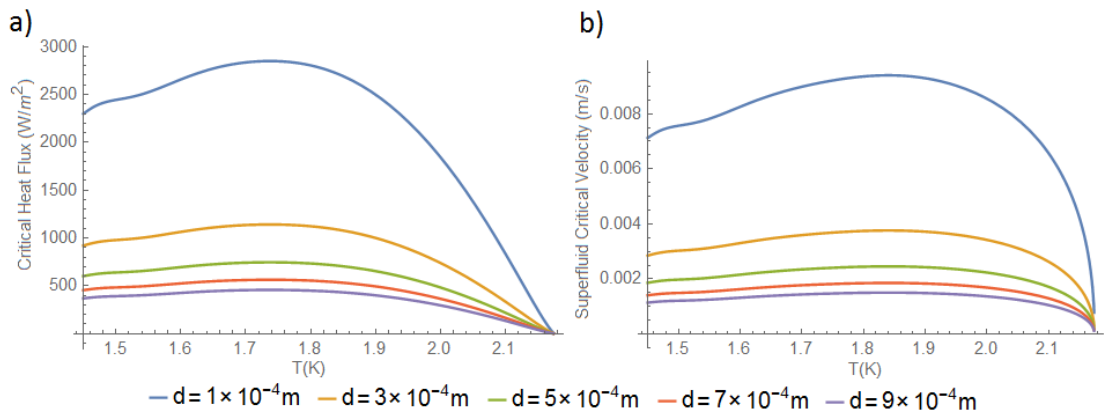 a)
Critical Heat Flux (W/m²)
3000
2500
2000
1500
1000
500
1.5 1.6 1.7 1.8 1.9 2.0 2.1
T(K)
b)
Superfluid Critical Velocity (m/s)
0.008
0.006
0.004
0.002
1.5 1.6 1.7 1.8 1.9 2.0 2.1
T(K)
d = 1 × 10⁻⁴m d = 3 × 10⁻⁴m d = 5 × 10⁻⁴m d = 7 × 10⁻⁴m d = 9 × 10⁻⁴m